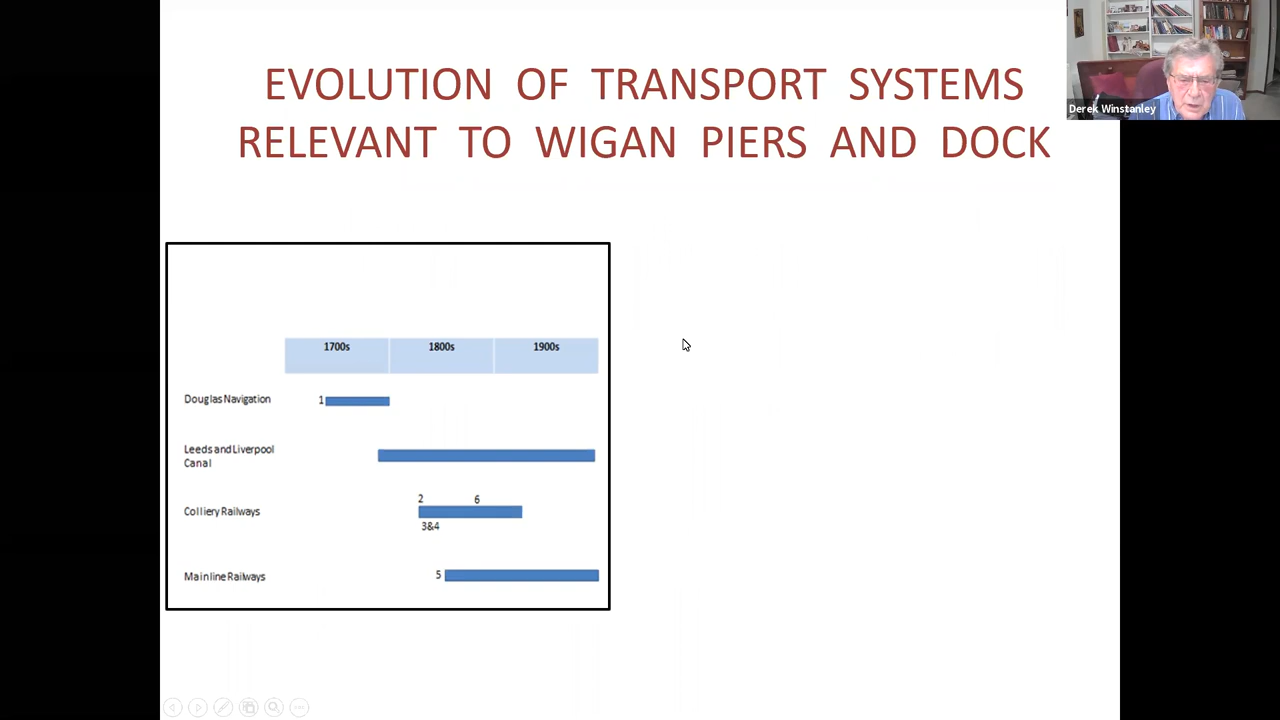 EVOLUTION OF TRANSPORT SYSTEMS
RELEVANT TO WIGAN PIERS AND DOCK
Derek Winstanley
1700s 1800s 1900s
Douglas Navigation
1
Leeds and Liverpool
Canal
2 6
Colliery Railways
3&4
Mainline Railways
5